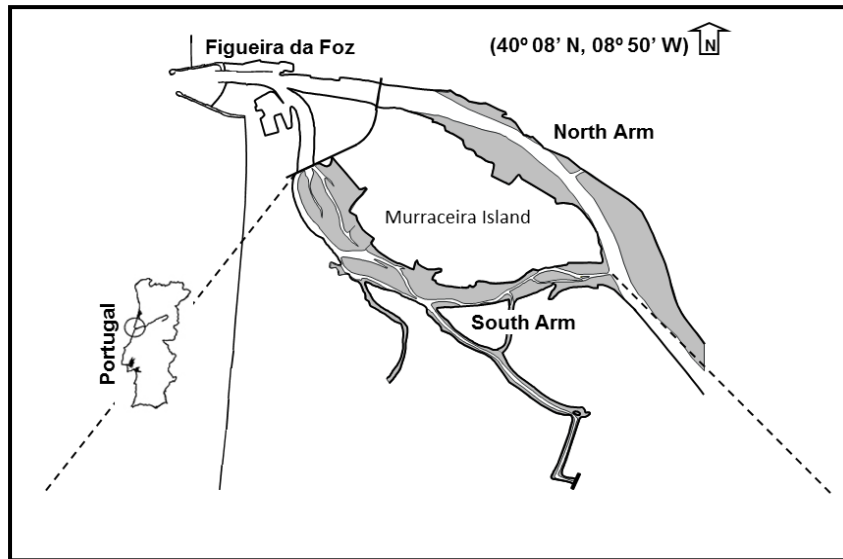 Figueira da Foz
(40º 08’ N, 08º 50’ W)
N
North Arm
Murraceira Island
South Arm
Portugal